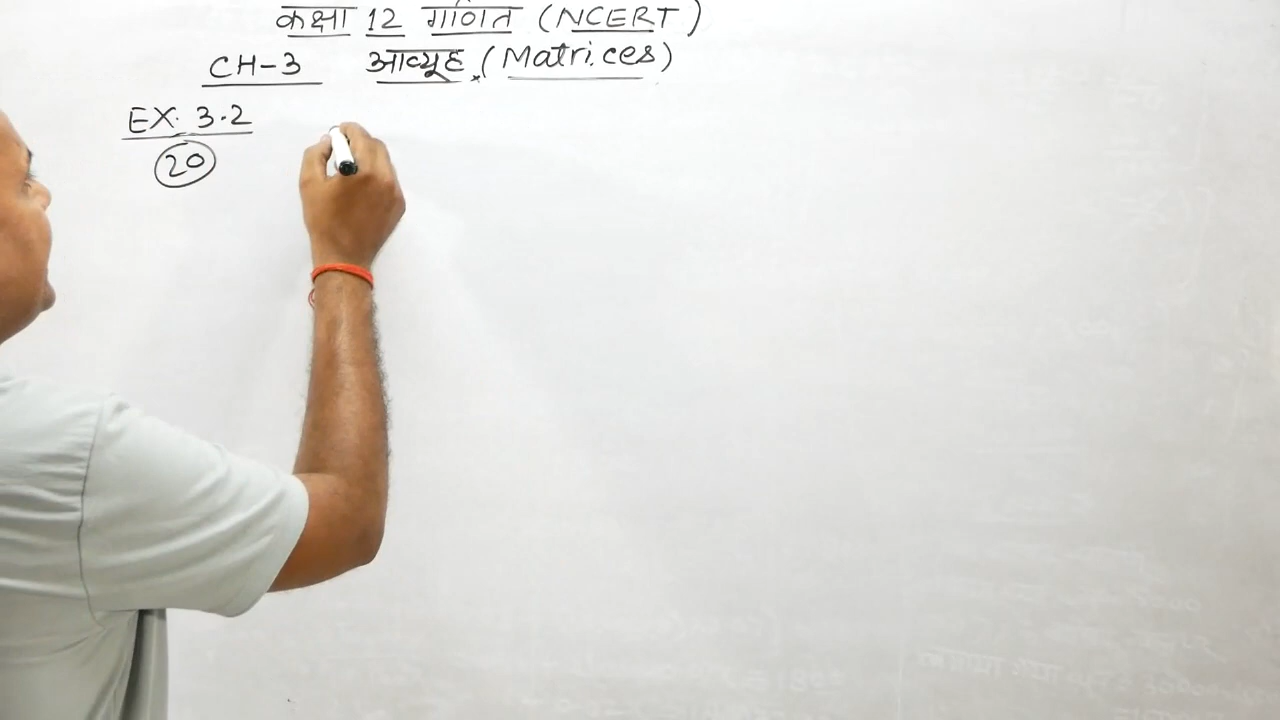 कक्षा 12 गणित (NCERT)
CH-3 आव्यूह (Matrices)
EX. 3.2
20